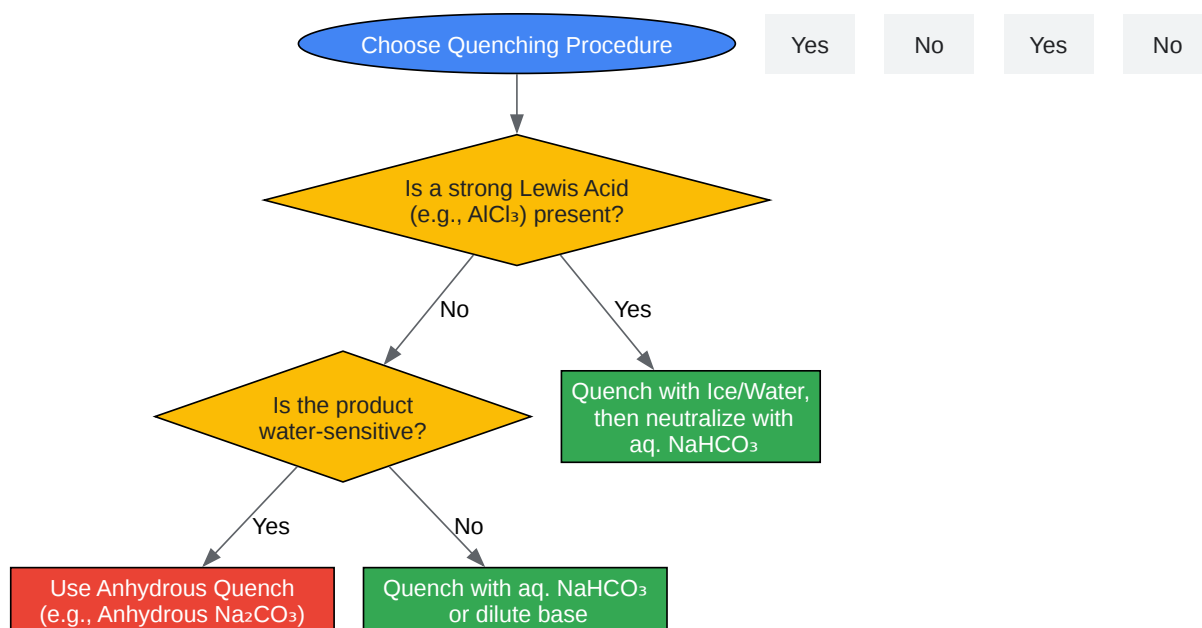 Choose Quenching Procedure
Yes
No
Yes
No
Is a strong Lewis Acid
(e.g., AlCl₃) present?
No
Yes
Is the product
water-sensitive?
Quench with Ice/Water,
then neutralize with
aq. NaHCO₃
Yes
No
Use Anhydrous Quench
(e.g., Anhydrous Na₂CO₃)
Quench with aq. NaHCO₃
or dilute base